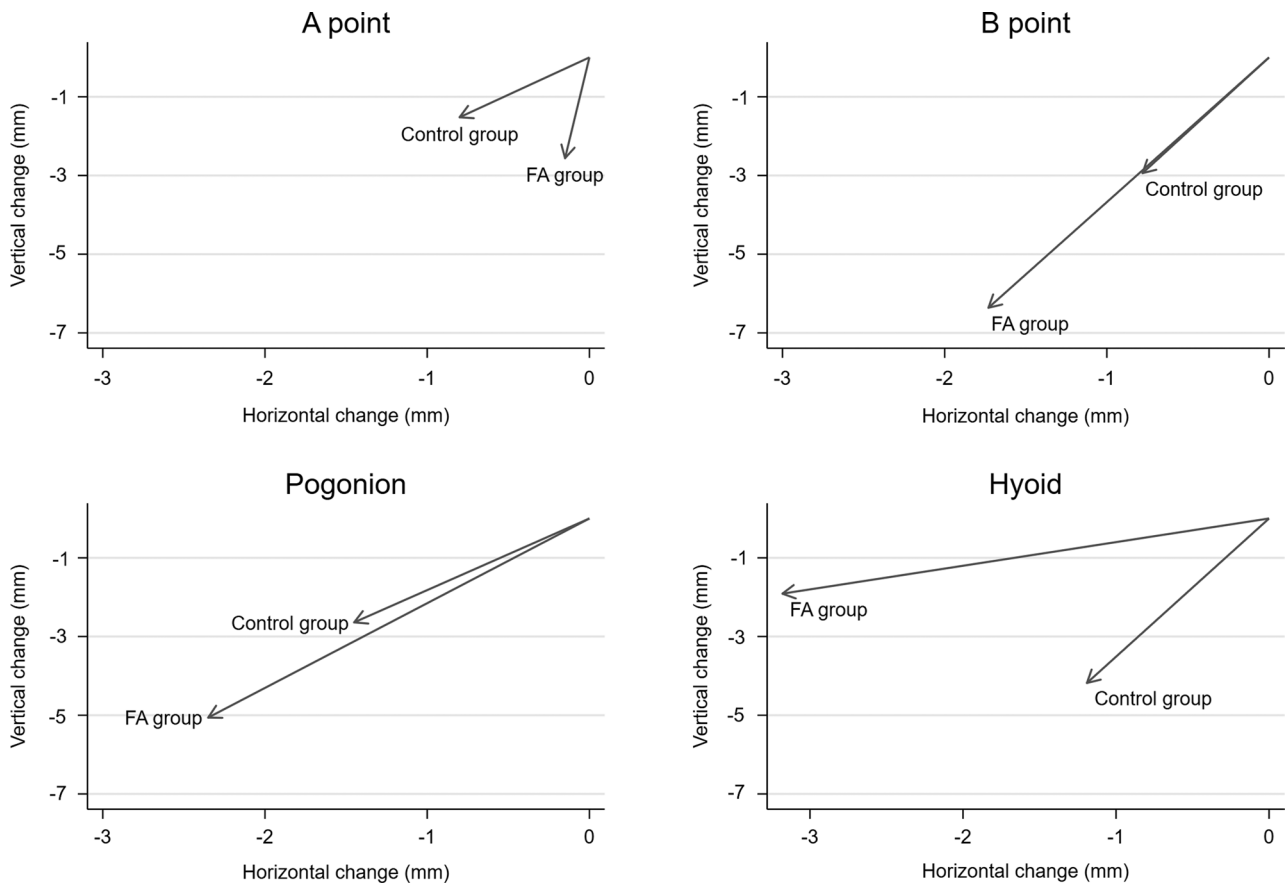 A point
Vertical change (mm)
-1
-3
-5
-7
Control group
FA group
-3
-2
-1
0
Horizontal change (mm)
B point
Vertical change (mm)
-1
-3
-5
-7
Control group
FA group
-3
-2
-1
0
Horizontal change (mm)
Pogonion
Vertical change (mm)
-1
-3
-5
-7
Control group
FA group
-3
-2
-1
0
Horizontal change (mm)
Hyoid
Vertical change (mm)
-1
-3
-5
-7
FA group
Control group
-3
-2
-1
0
Horizontal change (mm)